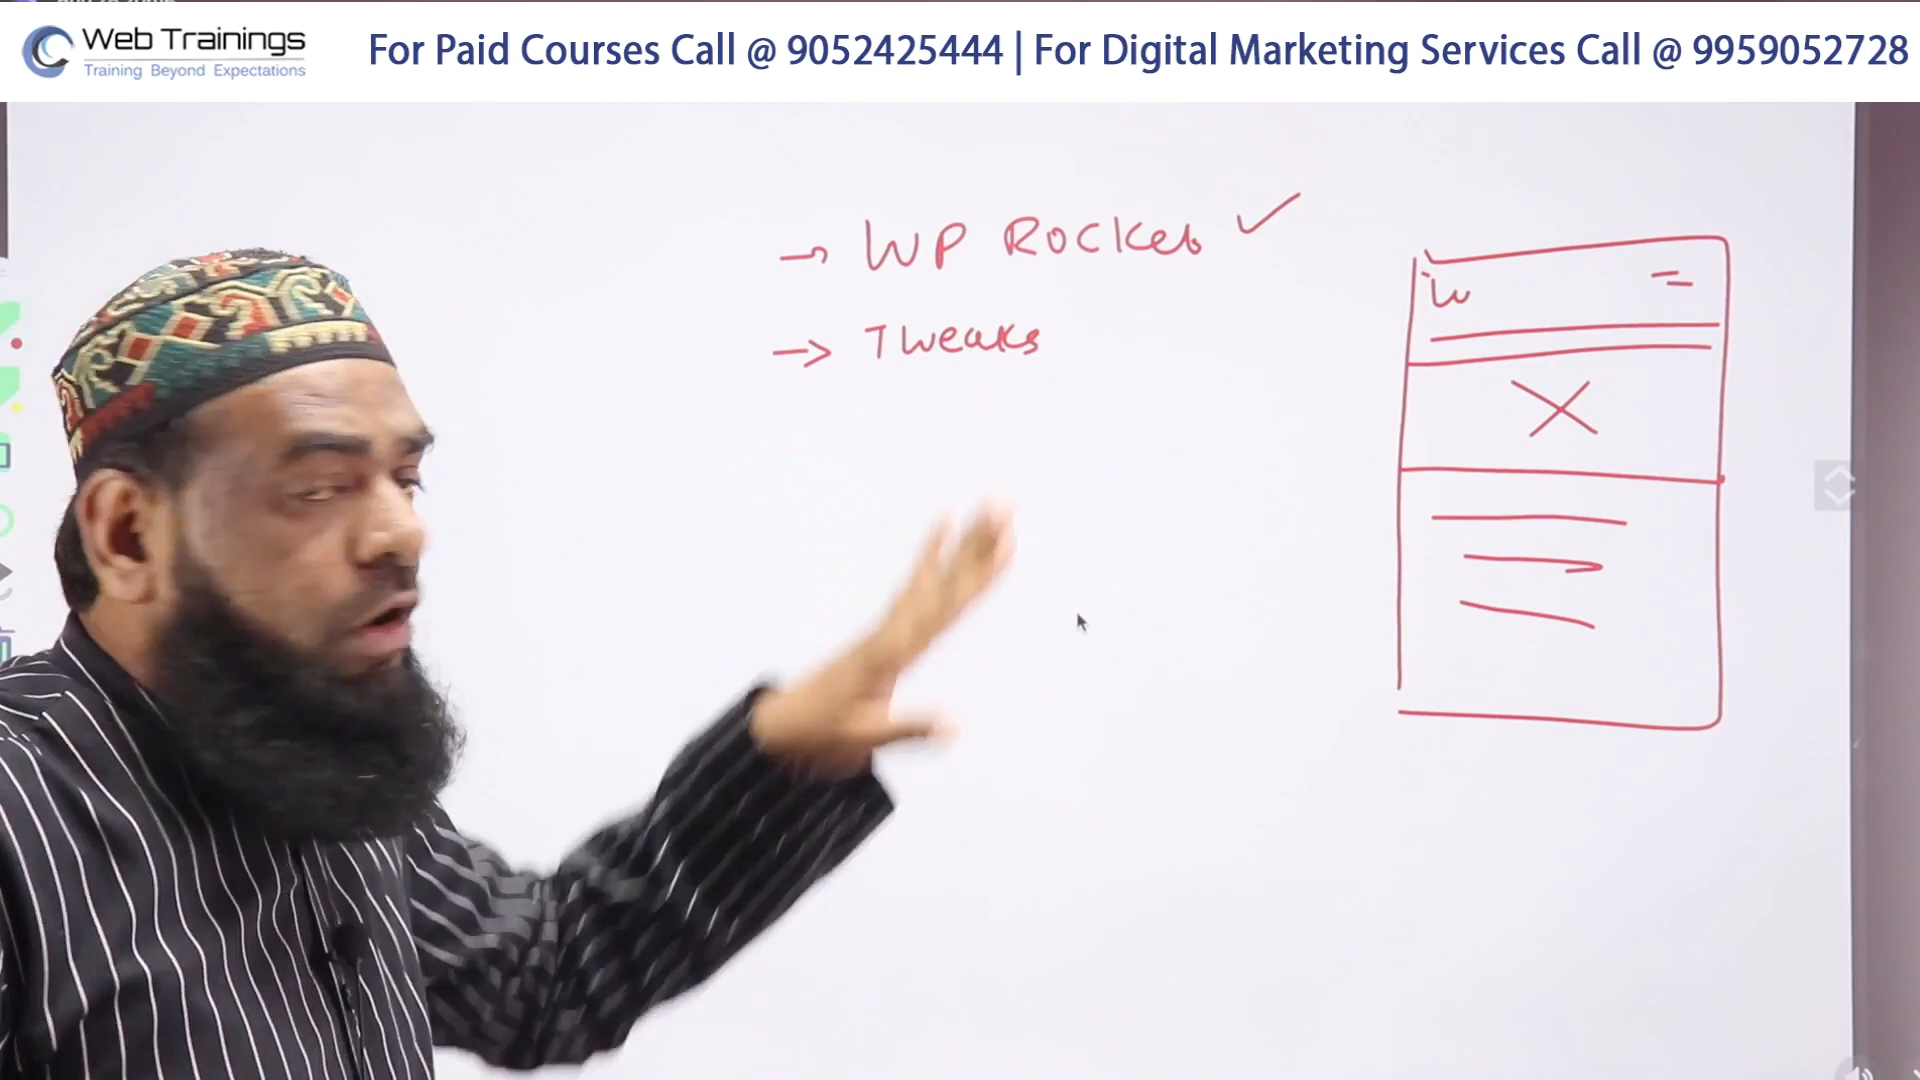 Web Trainings
Training Beyond Expectations
For Paid Courses Call @ 9052425444 | For Digital Marketing Services Call @ 9959052728
→ WP Rocket ✓
→ Tweaks
W